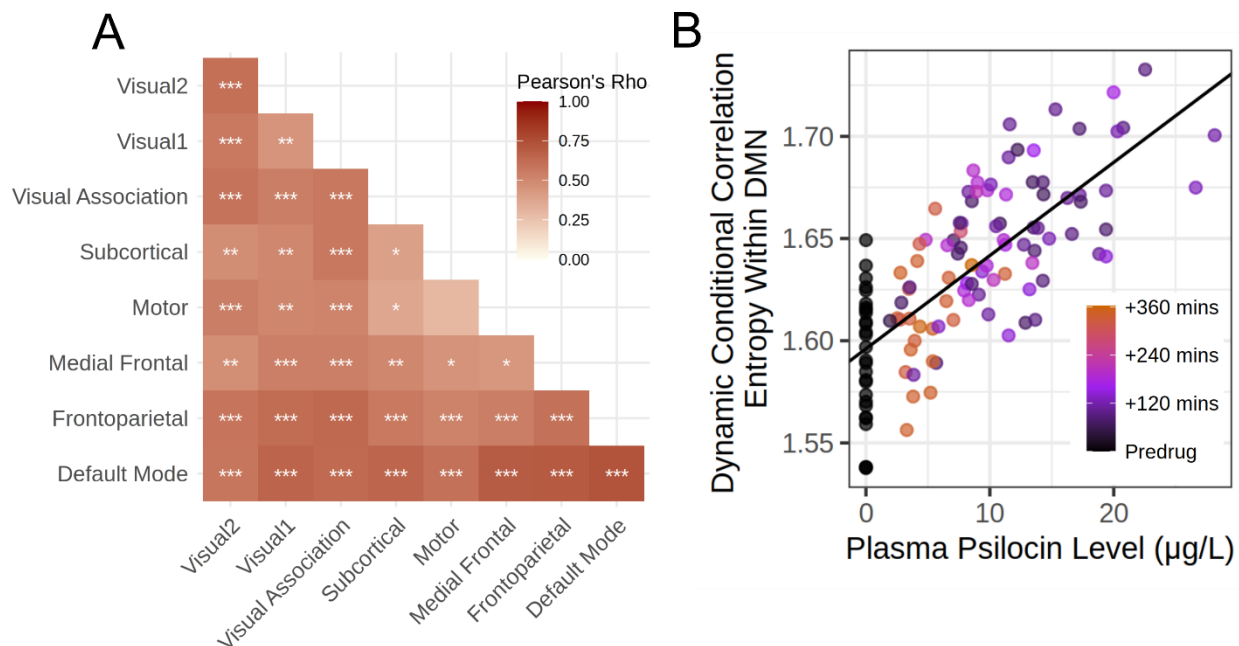 A
Pearson's Rho
1.00
0.75
0.50
0.25
0.00
Visual2 ***
Visual1 *** **
Visual Association *** *** ***
Subcortical ** ** *** *
Motor *** ** *** *
Medial Frontal ** *** *** ** * *
Frontoparietal *** *** *** *** *** *** ***
Default Mode *** *** *** *** *** *** *** ***
Visual2
Visual1
Visual Association
Subcortical
Motor
Medial Frontal
Frontoparietal
Default Mode
B
Dynamic Conditional Correlation
Entropy Within DMN
1.70
1.65
1.60
1.55
+360 mins
+240 mins
+120 mins
Predrug
0 10 20
Plasma Psilocin Level (μg/L)